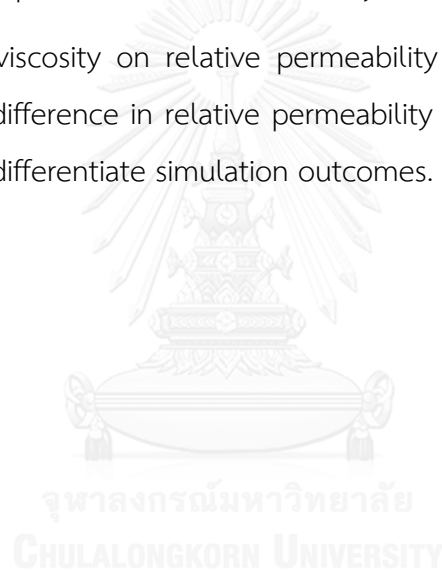 viscosity on relative permeability
difference in relative permeability
differentiate simulation outcomes.
จุฬาลงกรณ์มหาวิทยาลัย
CHULALONGKORN UNIVERSITY